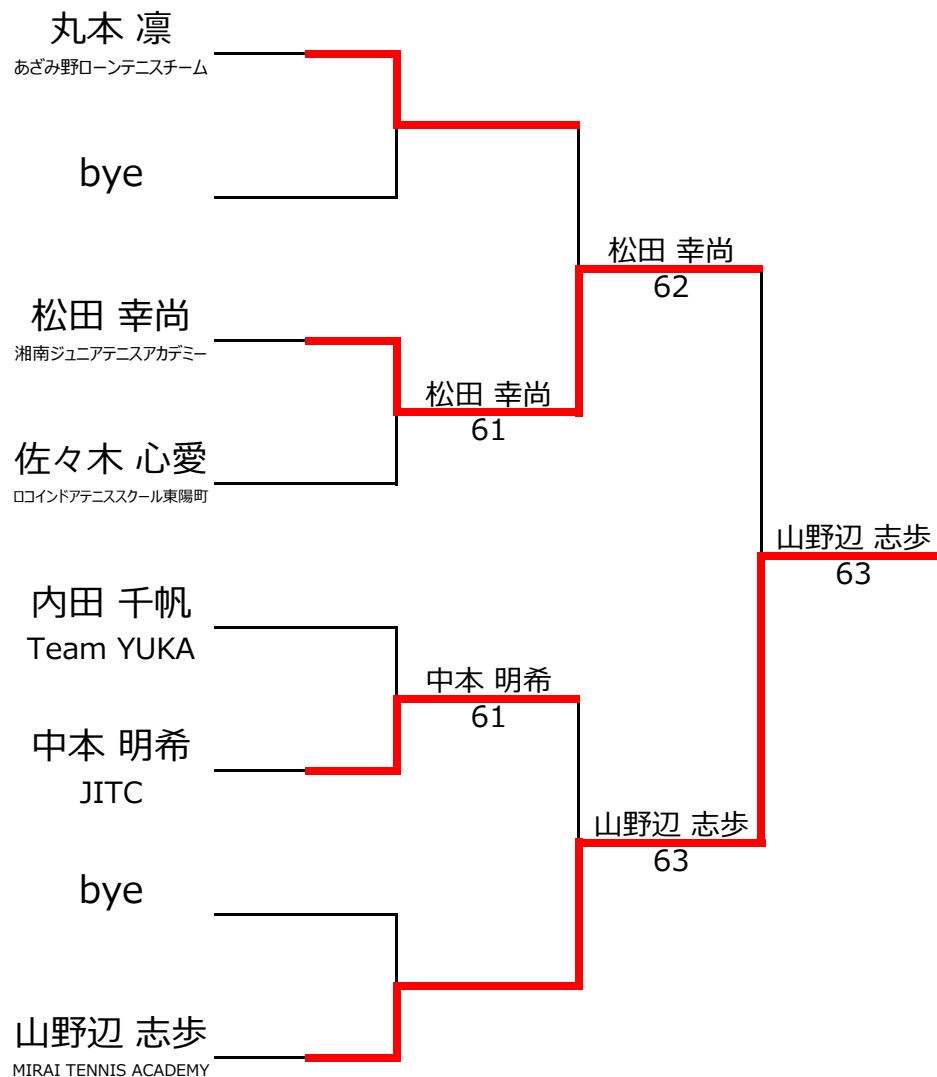 丸本 凛
あざみ野ローンテニスチーム
bye
松田 幸尚
62
松田 幸尚
湘南ジュニアテニスアカデミー
松田 幸尚
61
佐々木 心愛
ロコインドアテニススクール東陽町
山野辺 志歩
63
内田 千帆
Team YUKA
中本 明希
61
中本 明希
JITC
山野辺 志歩
63
bye
山野辺 志歩
MIRAI TENNIS ACADEMY